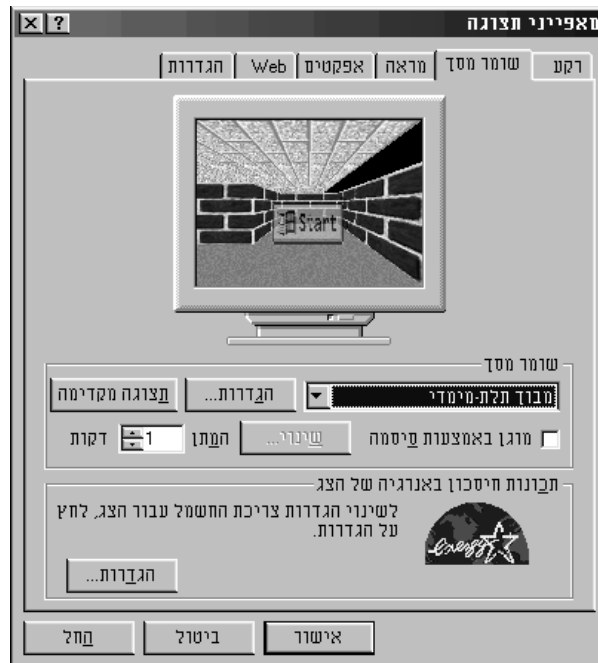 מאפייני תצוגה
רקע שומר מסך מראה אפקטים Web הגדרות
Start
שומר מסך
מבוך תלת-מימדי הגדרות... תצוגה מקדימה
מוגן באמצעות סיסמה שינוי... המתן 1 דקות
תכונות חיסכון באנרגיה של הצג
לשינוי הגדרות צריכת החשמל עבור הצג, לחץ
על הגדרות.
energy
הגדרות...
אישור ביטול החל